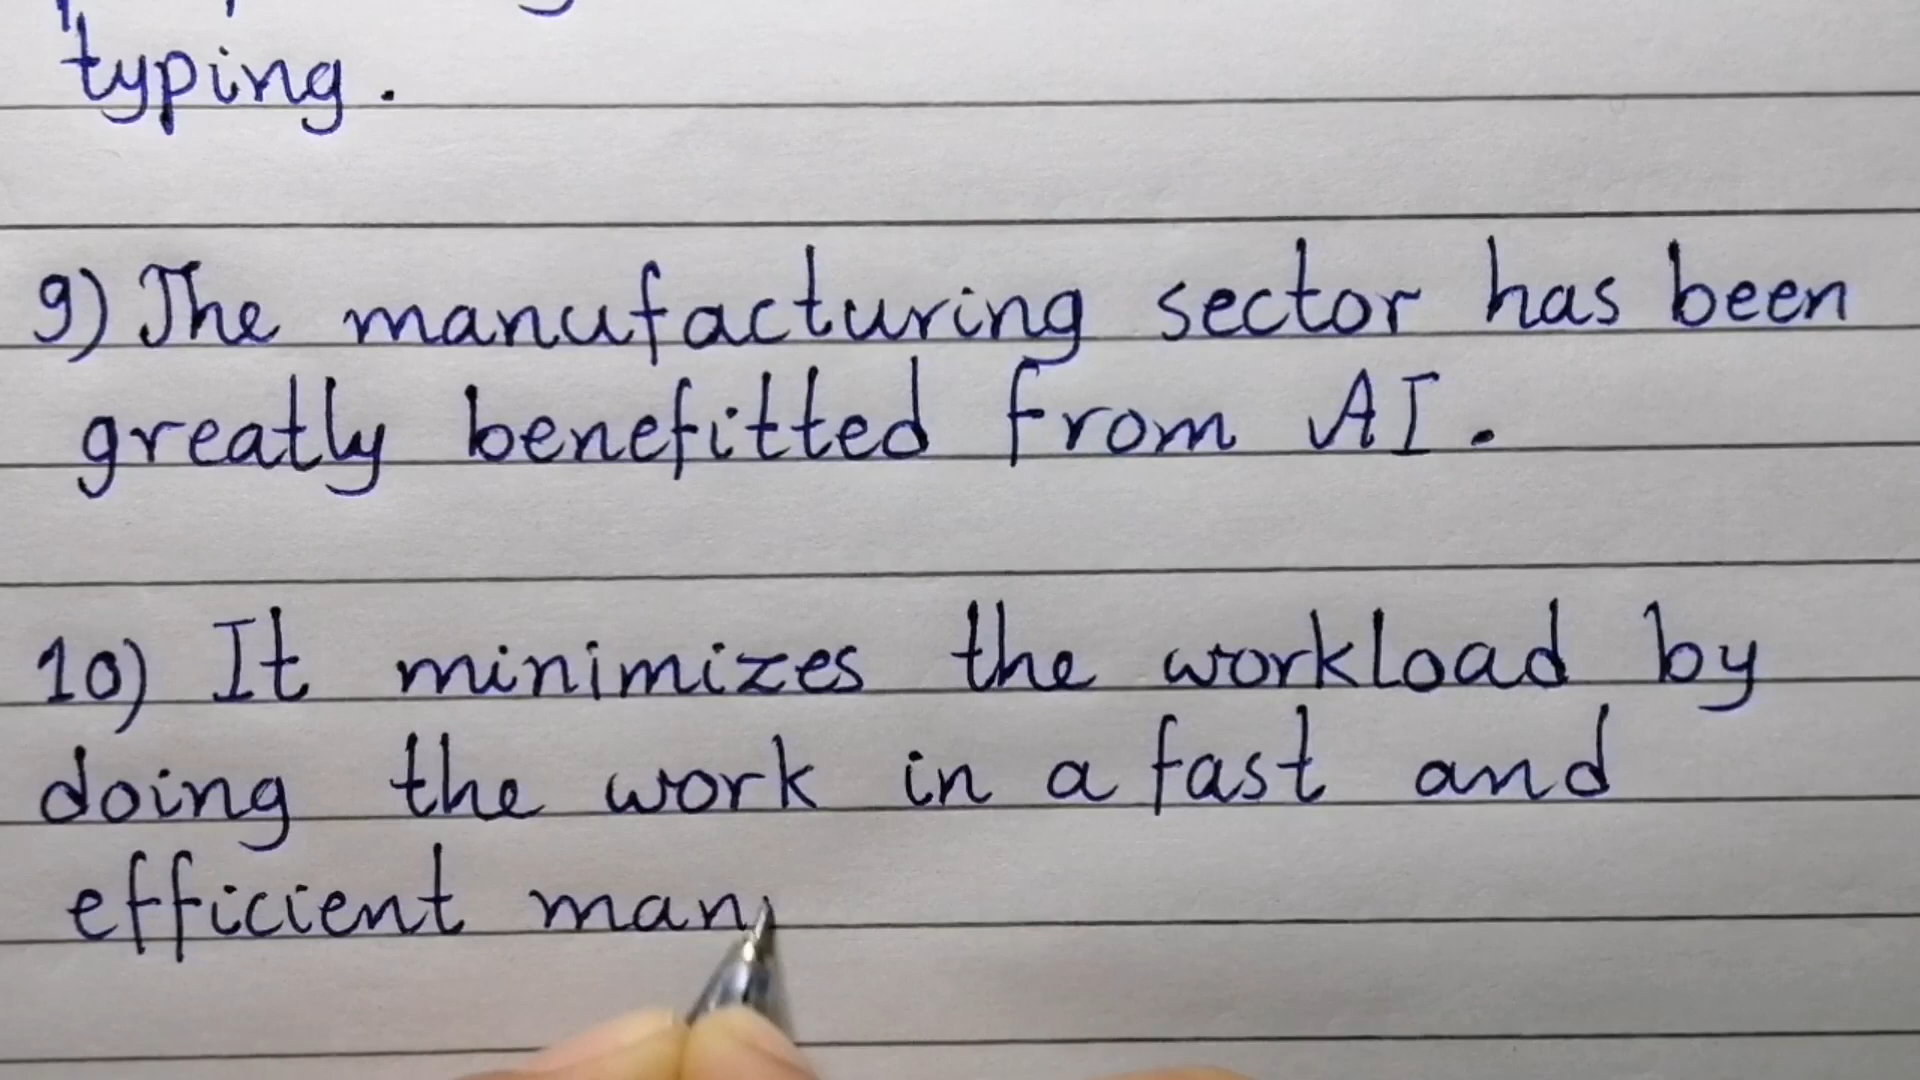 typing.
9) The manufacturing sector has been
greatly benefitted from AI.
10) It minimizes the workload by
doing the work in a fast and
efficient man